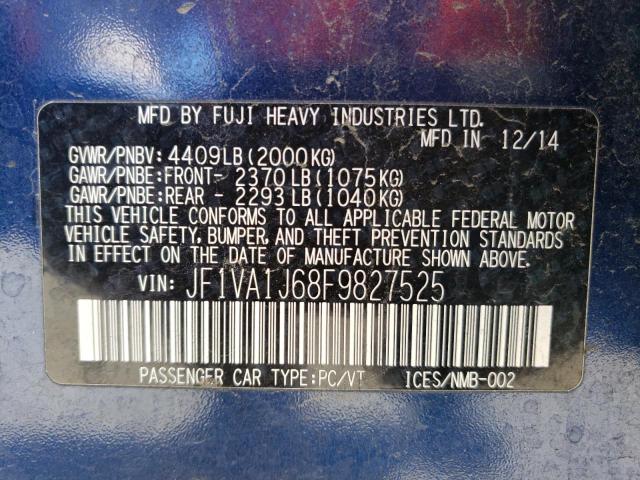 MFD BY FUJI HEAVY INDUSTRIES LTD.
MFD IN 12/14
GVWR/PNBV: 4409LB (2000KG)
GAWR/PNBE: FRONT- 2370LB (1075KG)
GAWR/PNBE: REAR - 2293LB (1040KG)
THIS VEHICLE CONFORMS TO ALL APPLICABLE FEDERAL MOTOR
VEHICLE SAFETY, BUMPER, AND THEFT PREVENTION STANDARDS
IN EFFECT ON THE DATE OF MANUFACTURE SHOWN ABOVE.
VIN: JF1VA1J68F9827525
PASSENGER CAR TYPE: PC/VT ICES/NMB-002